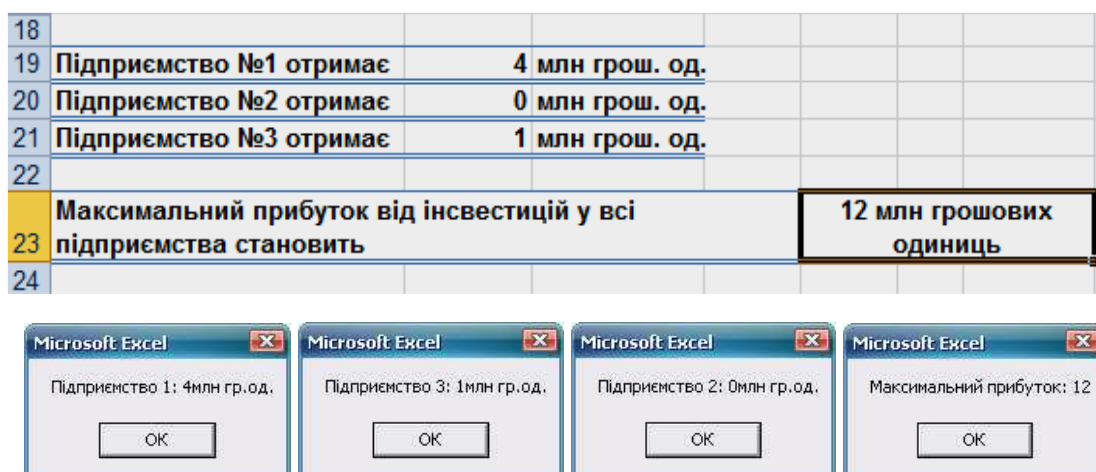 18
19 Підприємство №1 отримає 4 млн грош. од.
20 Підприємство №2 отримає 0 млн грош. од.
21 Підприємство №3 отримає 1 млн грош. од.
22
Максимальний прибуток від інсвестицій у всі 12 млн грошових
23 підприємства становить одиниць
24
Microsoft Excel Microsoft Excel Microsoft Excel Microsoft Excel
Підприємство 1: 4млн гр.од. Підприємство 3: 1млн гр.од. Підприємство 2: 0млн гр.од. Максимальний прибуток: 12
OK OK OK OK